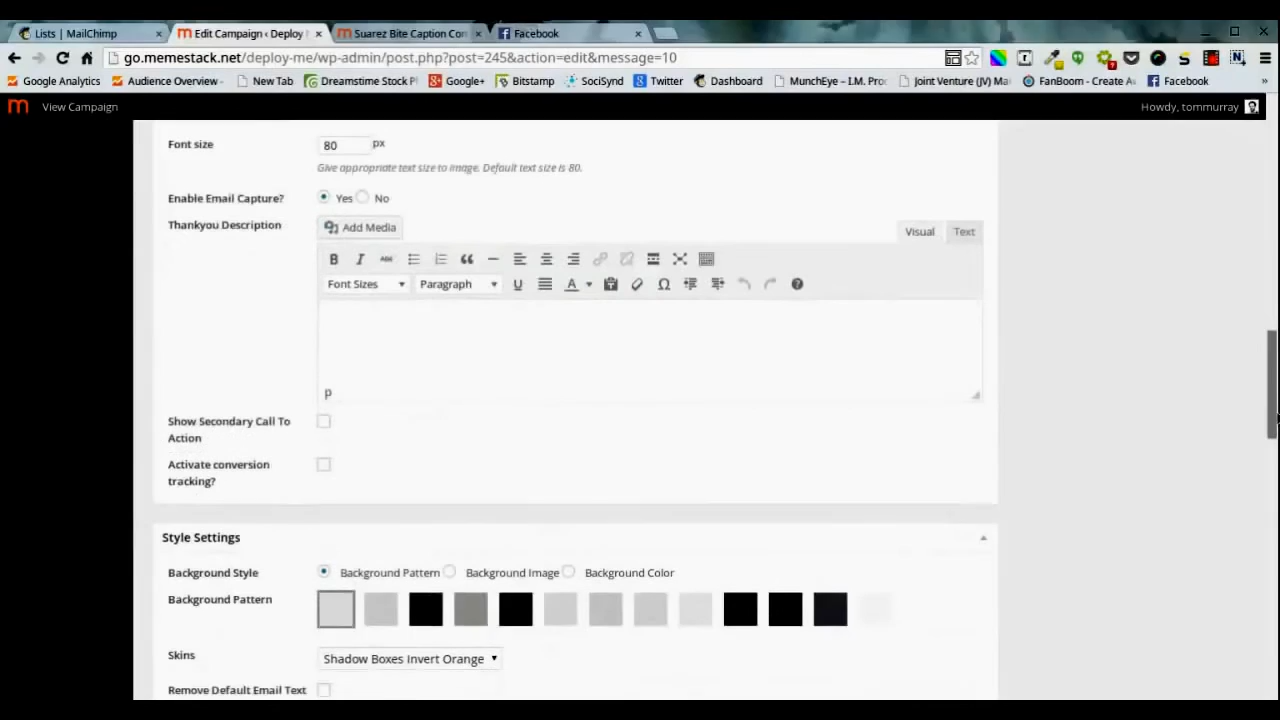 Lists | MailChimp
Edit Campaign ‹ Deploy
Suarez Bite Caption Con
Facebook
go.memestack.net/deploy-me/wp-admin/post.php?post=245&action=edit&message=10
Google Analytics
Audience Overview -
New Tab
Dreamstime Stock P
Google+
Bitstamp
SociSynd
Twitter
Dashboard
MunchEye – I.M. Pro
Joint Venture (JV) Ma
FanBoom - Create A
Facebook
»
View Campaign
Howdy, tommurray
Font size
80
px
Give appropriate text size to image. Default text size is 80.
Enable Email Capture?
Yes
No
Thankyou Description
Add Media
Visual
Text
B I ABC
Font Sizes
Paragraph
U
A
Ω
p
Show Secondary Call To
Action
Activate conversion
tracking?
Style Settings
Background Style
Background Pattern
Background Image
Background Color
Background Pattern
Skins
Shadow Boxes Invert Orange
Remove Default Email Text